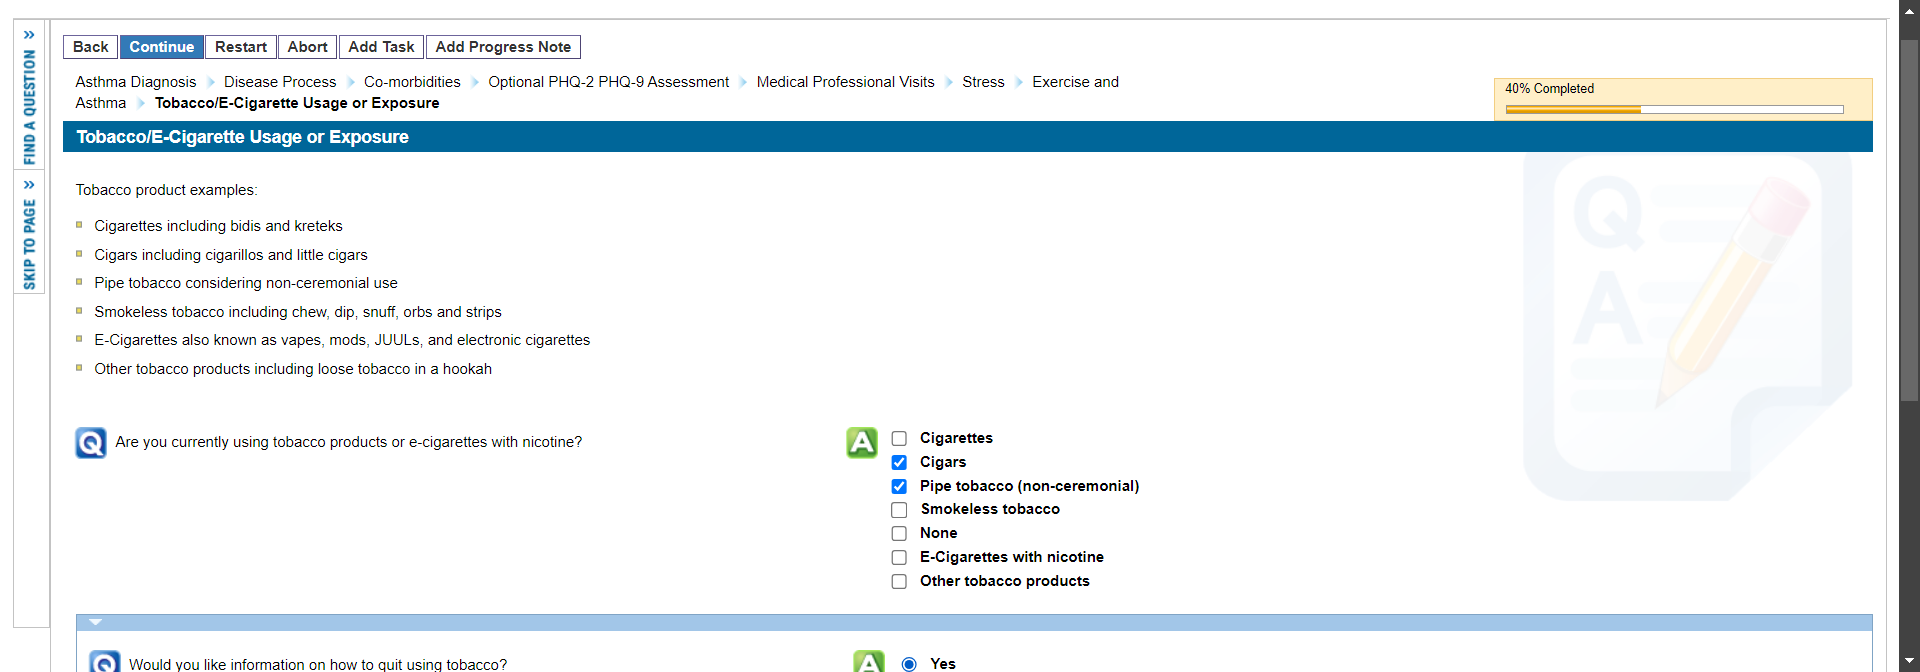 Back Continue Restart Abort Add Task Add Progress Note
FIND A QUESTION
SKIP TO PAGE
Asthma Diagnosis Disease Process Co-morbidities Optional PHQ-2 PHQ-9 Assessment Medical Professional Visits Stress Exercise and
Asthma Tobacco/E-Cigarette Usage or Exposure
40% Completed
Tobacco/E-Cigarette Usage or Exposure
Tobacco product examples:
Cigarettes including bidis and kreteks
Cigars including cigarillos and little cigars
Pipe tobacco considering non-ceremonial use
Smokeless tobacco including chew, dip, snuff, orbs and strips
E-Cigarettes also known as vapes, mods, JUULs, and electronic cigarettes
Other tobacco products including loose tobacco in a hookah
Q
A
Q Are you currently using tobacco products or e-cigarettes with nicotine?
A Cigarettes
Cigars
Pipe tobacco (non-ceremonial)
Smokeless tobacco
None
E-Cigarettes with nicotine
Other tobacco products
Q Would you like information on how to quit using tobacco?
A Yes